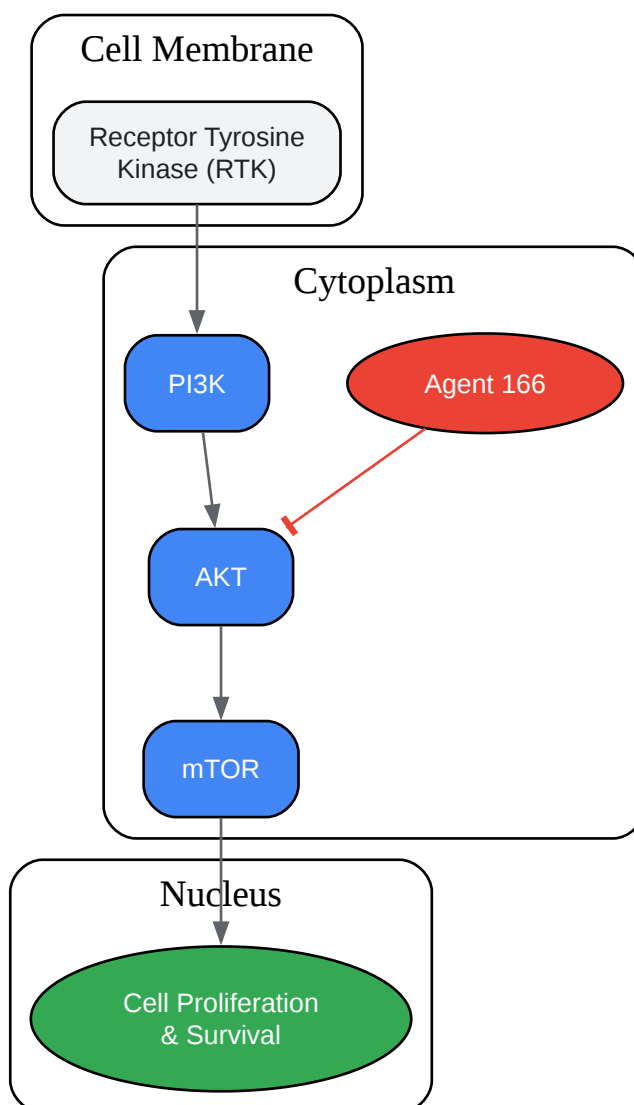 Cell Membrane
Receptor Tyrosine
Kinase (RTK)
Cytoplasm
PI3K
Agent 166
AKT
mTOR
Nucleus
Cell Proliferation
& Survival